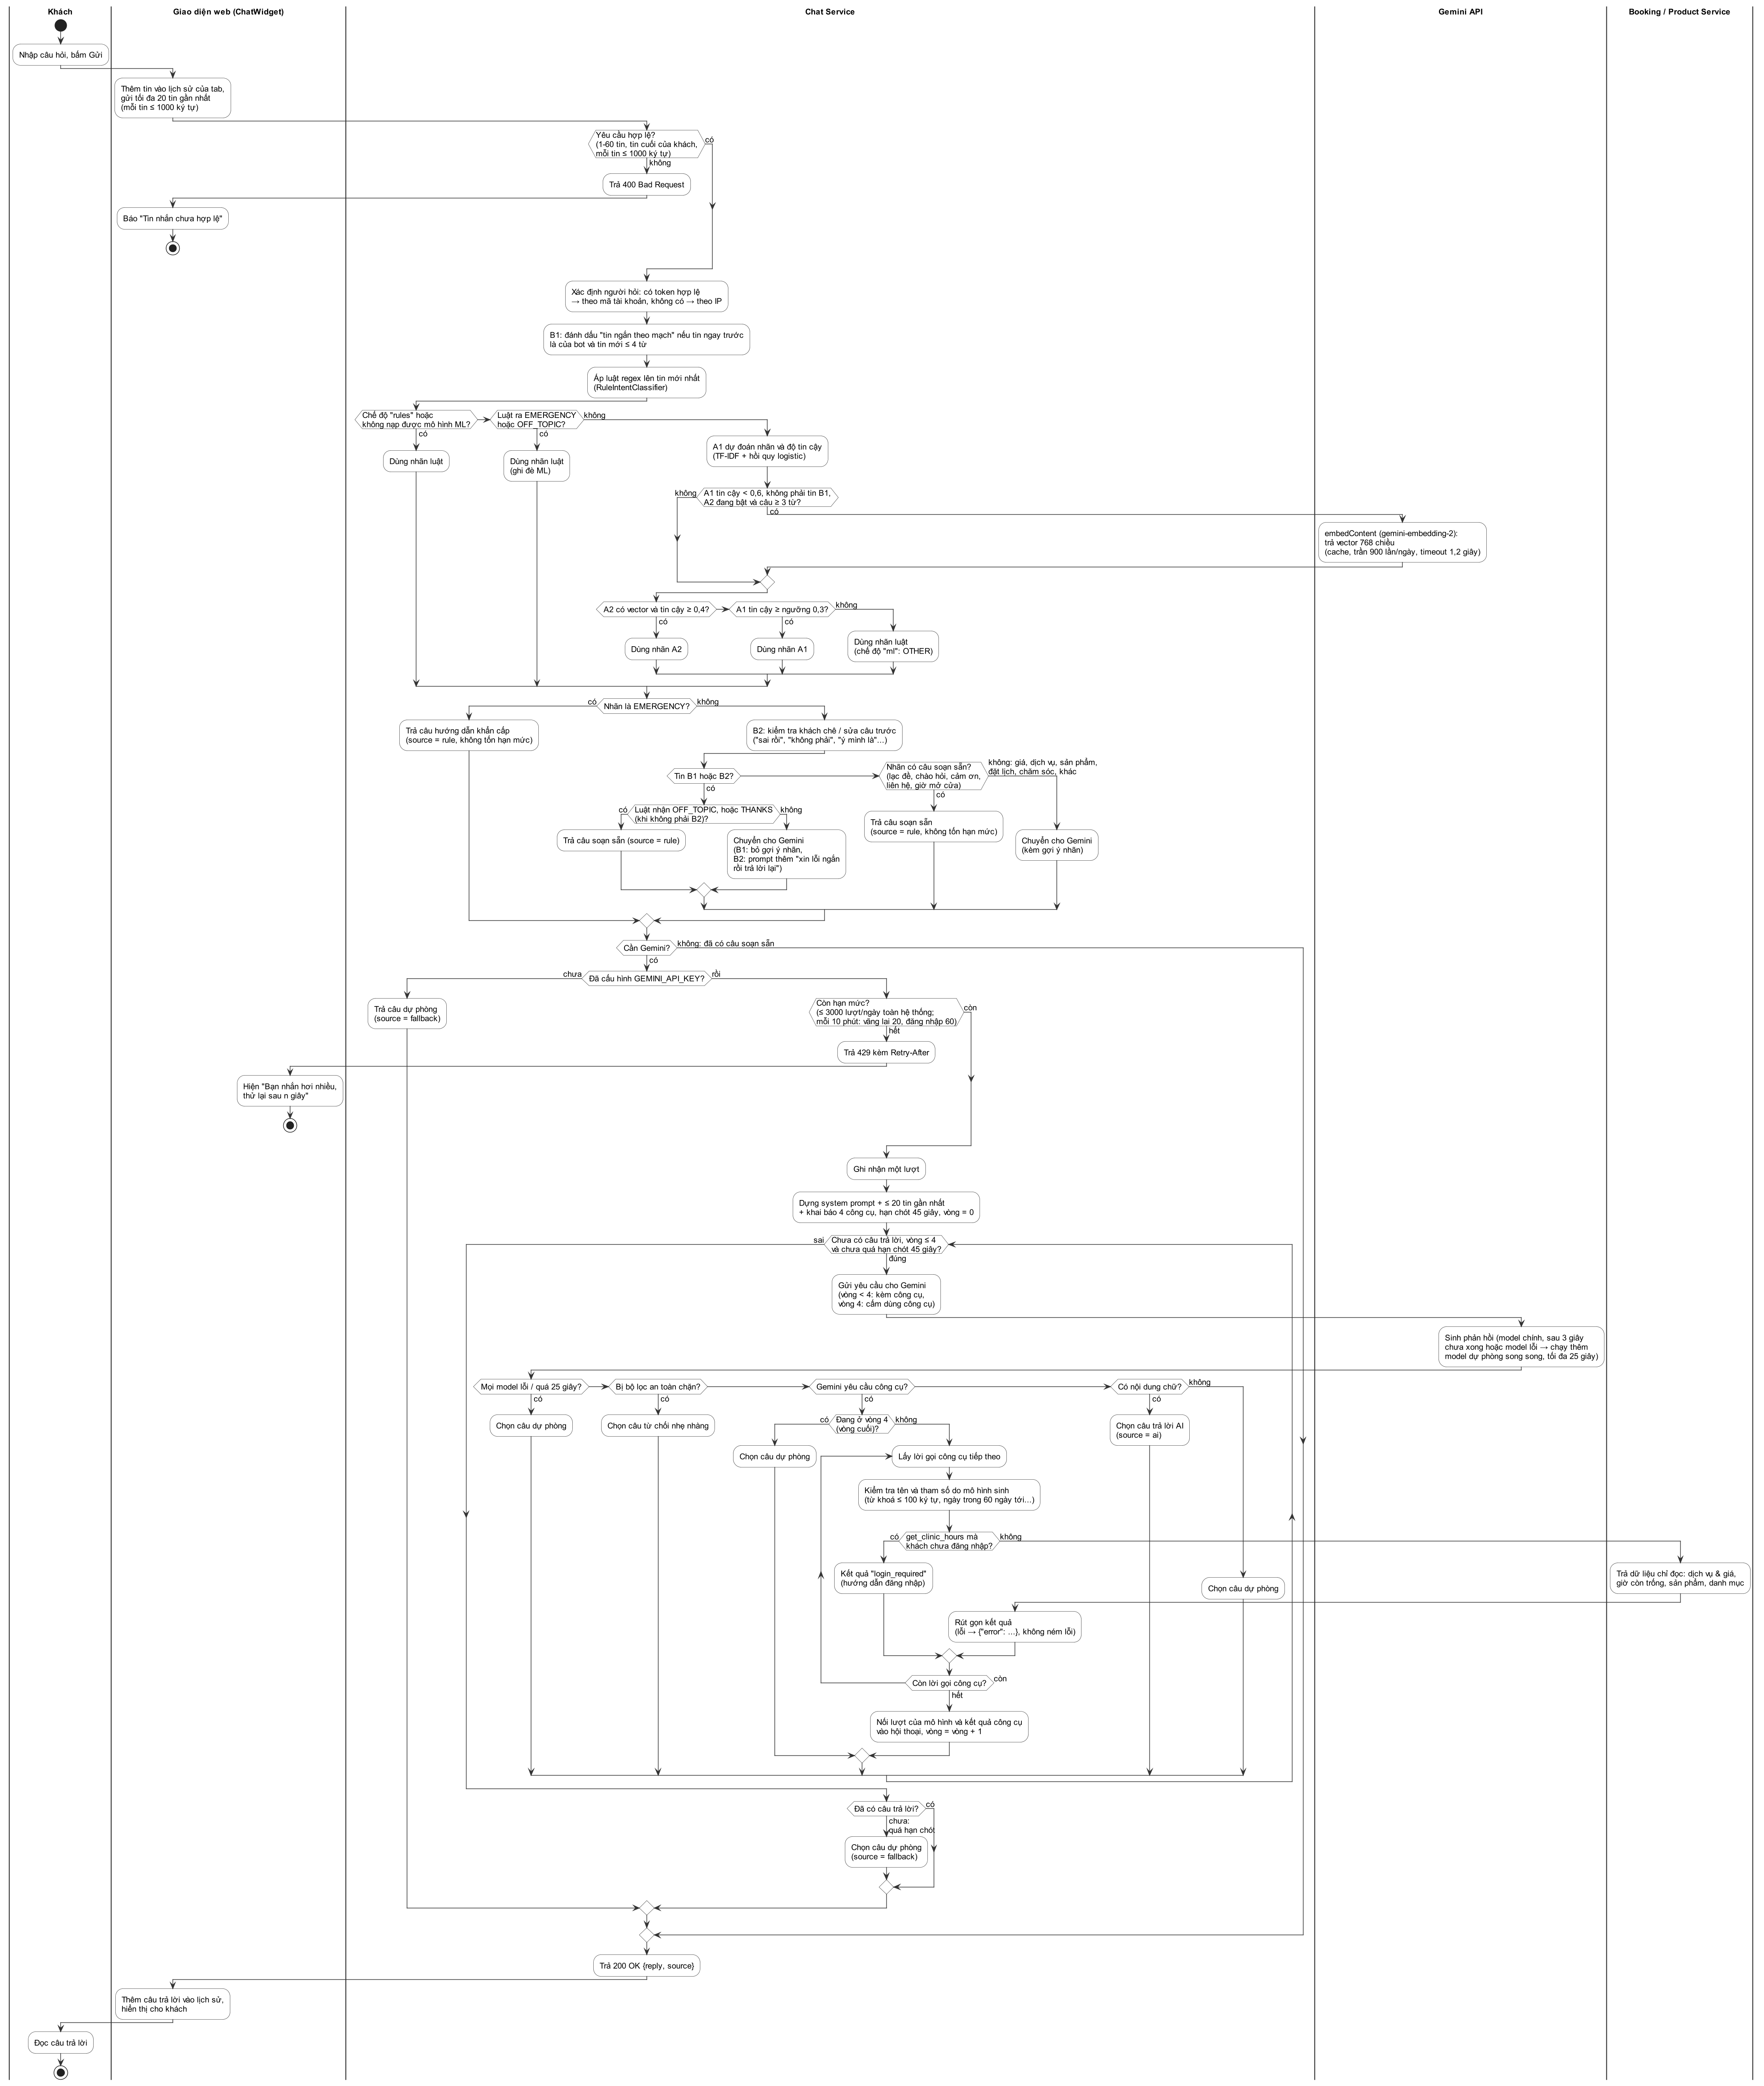 Khách
Giao diện web (ChatWidget)
Chat Service
Gemini API
Booking / Product Service
Nhập câu hỏi, bấm Gửi
Thêm tin vào lịch sử của tab,
gửi tối đa 20 tin gần nhất
(mỗi tin ≤ 1000 ký tự)
Yêu cầu hợp lệ?
(1-60 tin, tin cuối của khách,
mỗi tin ≤ 1000 ký tự)
có
không
Trả 400 Bad Request
Báo "Tin nhắn chưa hợp lệ"
Xác định người hỏi: có token hợp lệ
→ theo mã tài khoản, không có → theo IP
B1: đánh dấu "tin ngắn theo mạch" nếu tin ngay trước
là của bot và tin mới ≤ 4 từ
Áp luật regex lên tin mới nhất
(RuleIntentClassifier)
Chế độ "rules" hoặc
không nạp được mô hình ML?
có
Luật ra EMERGENCY
hoặc OFF_TOPIC?
không
có
Dùng nhãn luật
Dùng nhãn luật
(ghi đè ML)
A1 dự đoán nhãn và độ tin cậy
(TF-IDF + hồi quy logistic)
không
A1 tin cậy < 0,6, không phải tin B1,
A2 đang bật và câu ≥ 3 từ?
có
embedContent (gemini-embedding-2):
trả vector 768 chiều
(cache, trần 900 lần/ngày, timeout 1,2 giây)
A2 có vector và tin cậy ≥ 0,4?
có
A1 tin cậy ≥ ngưỡng 0,3?
không
có
Dùng nhãn A2
Dùng nhãn A1
Dùng nhãn luật
(chế độ "ml": OTHER)
có
Nhãn là EMERGENCY?
không
Trả câu hướng dẫn khẩn cấp
(source = rule, không tốn hạn mức)
B2: kiểm tra khách chê / sửa câu trước
("sai rồi", "không phải", "ý mình là"...)
Tin B1 hoặc B2?
có
Nhãn có câu soạn sẵn?
(lạc đề, chào hỏi, cảm ơn,
liên hệ, giờ mở cửa)
có
không: giá, dịch vụ, sản phẩm,
đặt lịch, chăm sóc, khác
có
Luật nhận OFF_TOPIC, hoặc THANKS
(khi không phải B2)?
không
Trả câu soạn sẵn (source = rule)
Chuyển cho Gemini
(B1: bỏ gợi ý nhãn,
B2: prompt thêm "xin lỗi ngắn
rồi trả lời lại")
Trả câu soạn sẵn
(source = rule, không tốn hạn mức)
Chuyển cho Gemini
(kèm gợi ý nhãn)
Cần Gemini?
không: đã có câu soạn sẵn
có
chưa
Đã cấu hình GEMINI_API_KEY?
rồi
Trả câu dự phòng
(source = fallback)
Còn hạn mức?
(≤ 3000 lượt/ngày toàn hệ thống;
mỗi 10 phút: vãng lai 20, đăng nhập 60)
còn
hết
Trả 429 kèm Retry-After
Hiện "Bạn nhắn hơi nhiều,
thử lại sau n giây"
Ghi nhận một lượt
Dựng system prompt + ≤ 20 tin gần nhất
+ khai báo 4 công cụ, hạn chót 45 giây, vòng = 0
sai
Chưa có câu trả lời, vòng ≤ 4
và chưa quá hạn chót 45 giây?
đúng
Gửi yêu cầu cho Gemini
(vòng < 4: kèm công cụ,
vòng 4: cấm dùng công cụ)
Sinh phản hồi (model chính, sau 3 giây
chưa xong hoặc model lỗi → chạy thêm
model dự phòng song song, tối đa 25 giây)
Mọi model lỗi / quá 25 giây?
có
Bị bộ lọc an toàn chặn?
có
Gemini yêu cầu công cụ?
có
Có nội dung chữ?
không
có
Chọn câu dự phòng
Chọn câu từ chối nhẹ nhàng
có
Đang ở vòng 4
(vòng cuối)?
không
Chọn câu trả lời AI
(source = ai)
Chọn câu dự phòng
Lấy lời gọi công cụ tiếp theo
Kiểm tra tên và tham số do mô hình sinh
(từ khoá ≤ 100 ký tự, ngày trong 60 ngày tới...)
có
get_clinic_hours mà
khách chưa đăng nhập?
không
Kết quả "login_required"
(hướng dẫn đăng nhập)
Chọn câu dự phòng
Trả dữ liệu chỉ đọc: dịch vụ & giá,
giờ còn trống, sản phẩm, danh mục
Rút gọn kết quả
(lỗi → {"error": ...}, không ném lỗi)
Còn lời gọi công cụ?
còn
hết
Nối lượt của mô hình và kết quả công cụ
vào hội thoại, vòng = vòng + 1
Đã có câu trả lời?
có
chưa:
quá hạn chót
Chọn câu dự phòng
(source = fallback)
Trả 200 OK {reply, source}
Thêm câu trả lời vào lịch sử,
hiển thị cho khách
Đọc câu trả lời